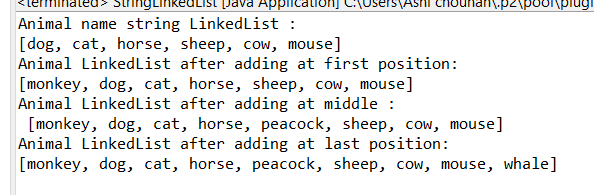 <terminated> StringLinkedList [Java Application] C:\Users\Ashi chouhan\.p2\pool\plugin
Animal name string LinkedList :
[dog, cat, horse, sheep, cow, mouse]
Animal LinkedList after adding at first position:
[monkey, dog, cat, horse, sheep, cow, mouse]
Animal LinkedList after adding at middle :
[monkey, dog, cat, horse, peacock, sheep, cow, mouse]
Animal LinkedList after adding at last position:
[monkey, dog, cat, horse, peacock, sheep, cow, mouse, whale]